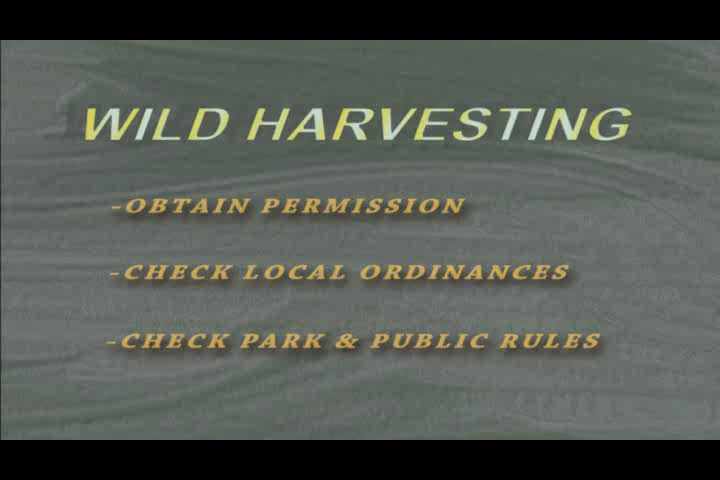 WILD HARVESTING
-OBTAIN PERMISSION
-CHECK LOCAL ORDINANCES
-CHECK PARK & PUBLIC RULES